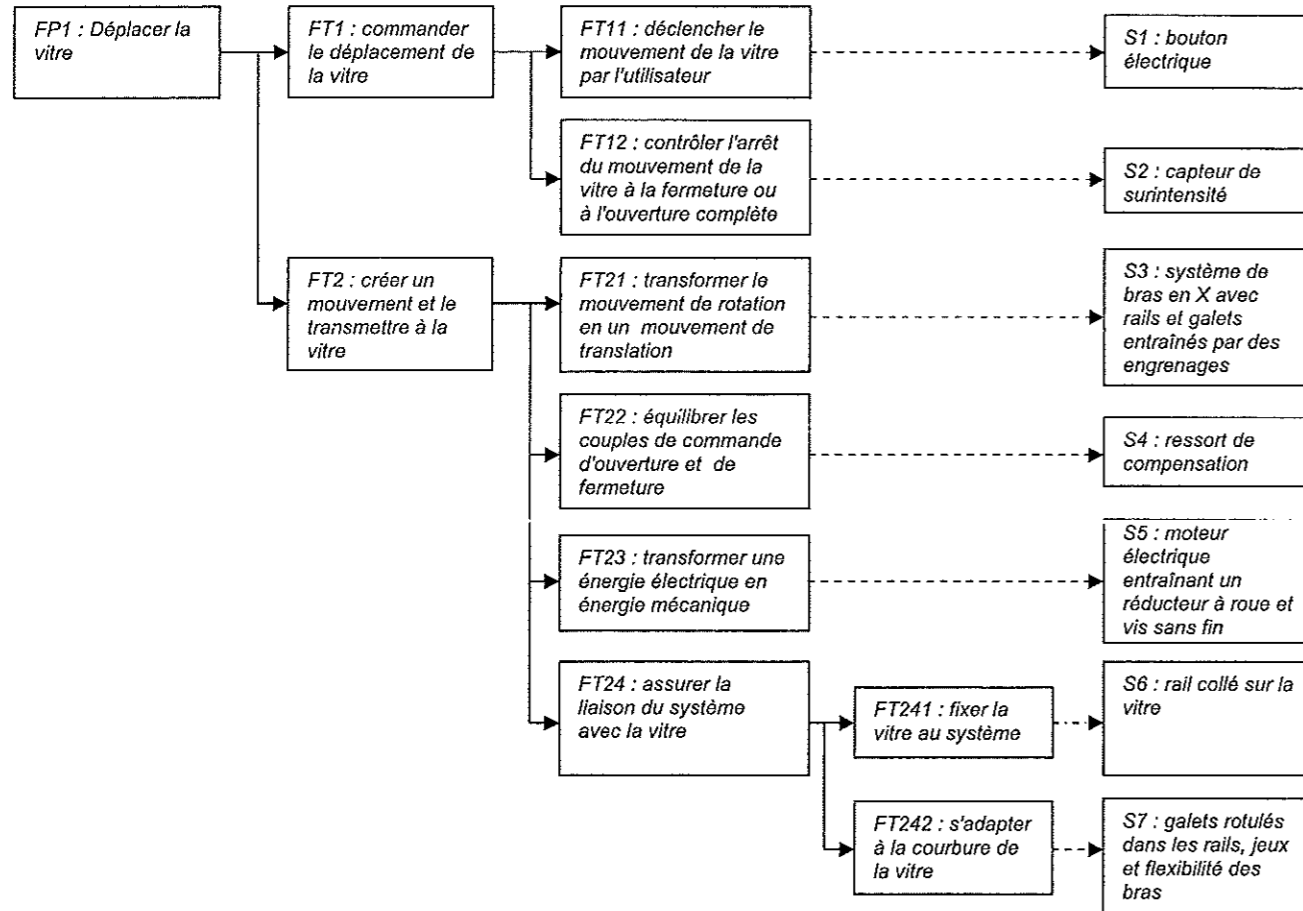 FP1 : Déplacer la
vitre
FT1 : commander
le déplacement de
la vitre
FT11 : déclencher le
mouvement de la vitre
par l'utilisateur
S1 : bouton
électrique
FT12 : contrôler l'arrêt
du mouvement de la
vitre à la fermeture ou
à l'ouverture complète
S2 : capteur de
surintensité
FT2 : créer un
mouvement et le
transmettre à la
vitre
FT21 : transformer le
mouvement de rotation
en un mouvement de
translation
S3 : système de
bras en X avec
rails et galets
entraînés par des
engrenages
FT22 : équilibrer les
couples de commande
d'ouverture et de
fermeture
S4 : ressort de
compensation
FT23 : transformer une
énergie électrique en
énergie mécanique
S5 : moteur
électrique
entraînant un
réducteur à roue et
vis sans fin
FT24 : assurer la
liaison du système
avec la vitre
FT241 : fixer la
vitre au système
S6 : rail collé sur la
vitre
FT242 : s'adapter
à la courbure de
la vitre
S7 : galets rotulés
dans les rails, jeux
et flexibilité des
bras